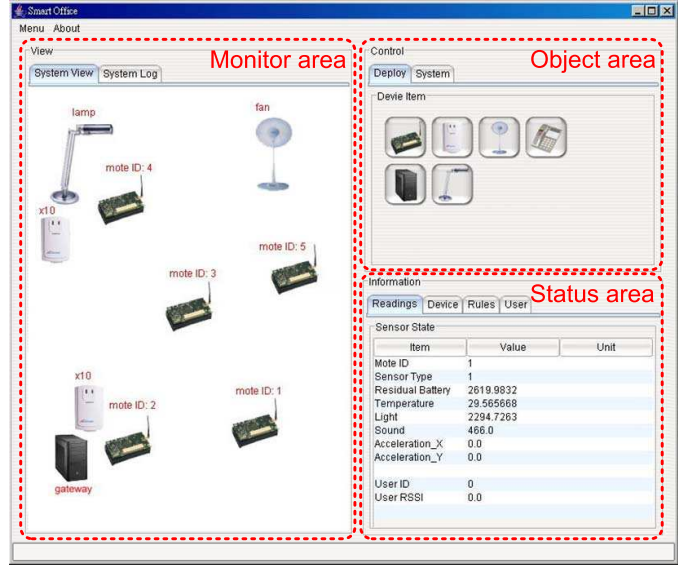 Smart Office
Menu About
View
Monitor area
System View System Log
lamp
fan
mote ID: 4
x10
mote ID: 5
mote ID: 3
x10
mote ID: 1
mote ID: 2
gateway
Control
Object area
Deploy System
Devie Item
Information
Status area
Readings Device Rules User
Sensor State
Item Value Unit
Mote ID 1
Sensor Type 1
Residual Battery 2619.9832
Temperature 29.565668
Light 2294.7263
Sound 466.0
Acceleration_X 0.0
Acceleration_Y 0.0
User ID 0
User RSSI 0.0